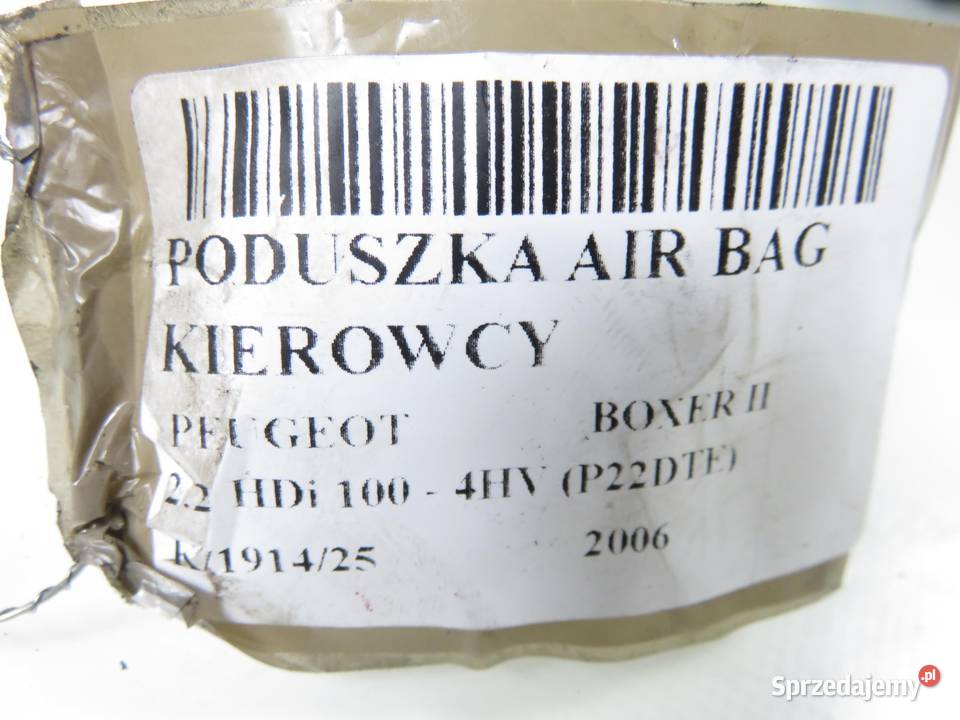 PODUSZKA AIR BAG
KIEROWCY
PEUGEOT BOXER II
2.2 HDi 100 - 4HV (P22DTE)
K/1914/25 2006
Sprzedajemy.pl